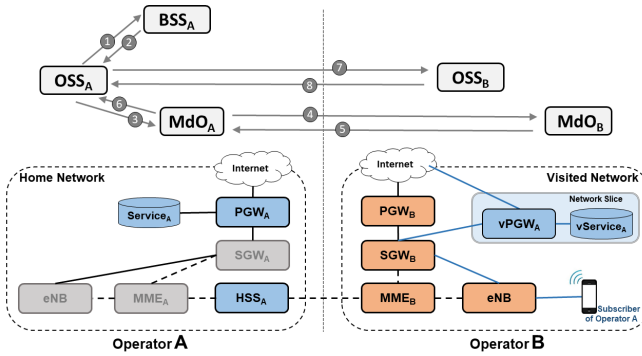 BSSA
1
2
7
OSSA
8
OSSB
6
3
4
MdOA
5
MdOB
Internet
Internet
Home Network
Visited Network
Network Slice
ServiceA
PGWA
PGWB
vPGWA
vServiceA
SGWA
SGWB
eNB
MMEA
HSSA
MMEB
eNB
Subscriber
of Operator A
Operator A
Operator B